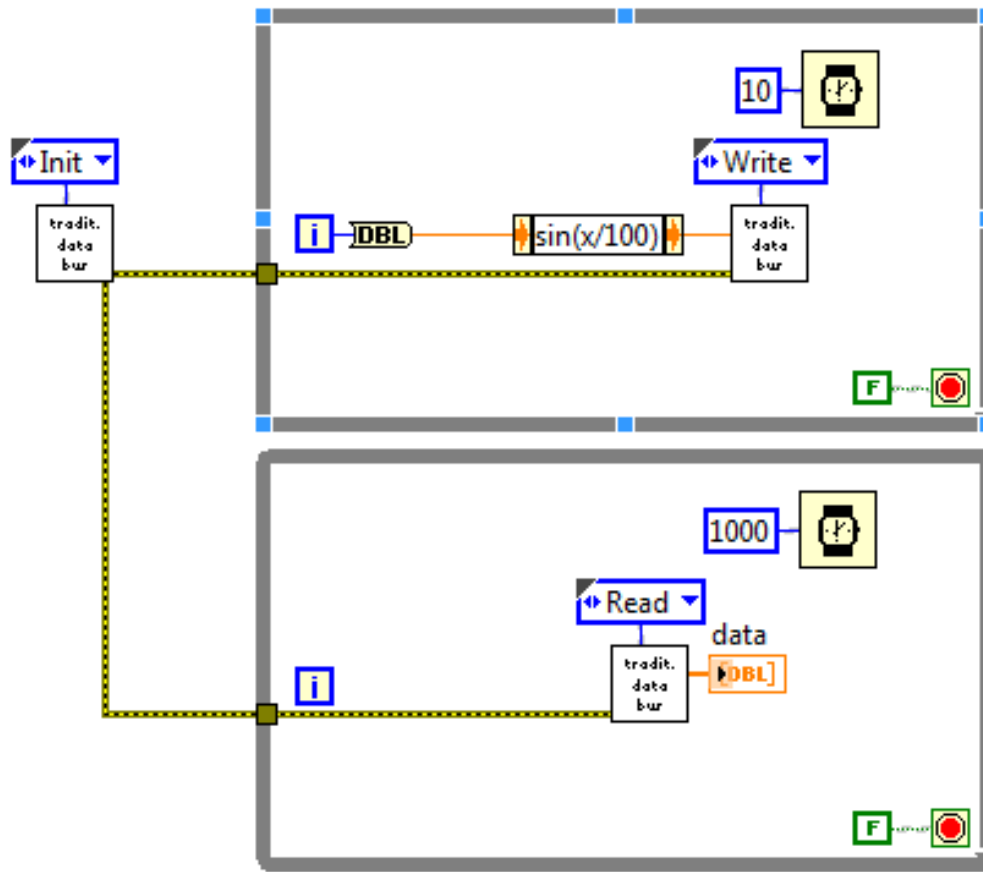 10
Init
Write
tradit.
data
bur
i
DBL
sin(x/100)
tradit.
data
bur
F
1000
Read
data
tradit.
data
bur
DBL
i
F